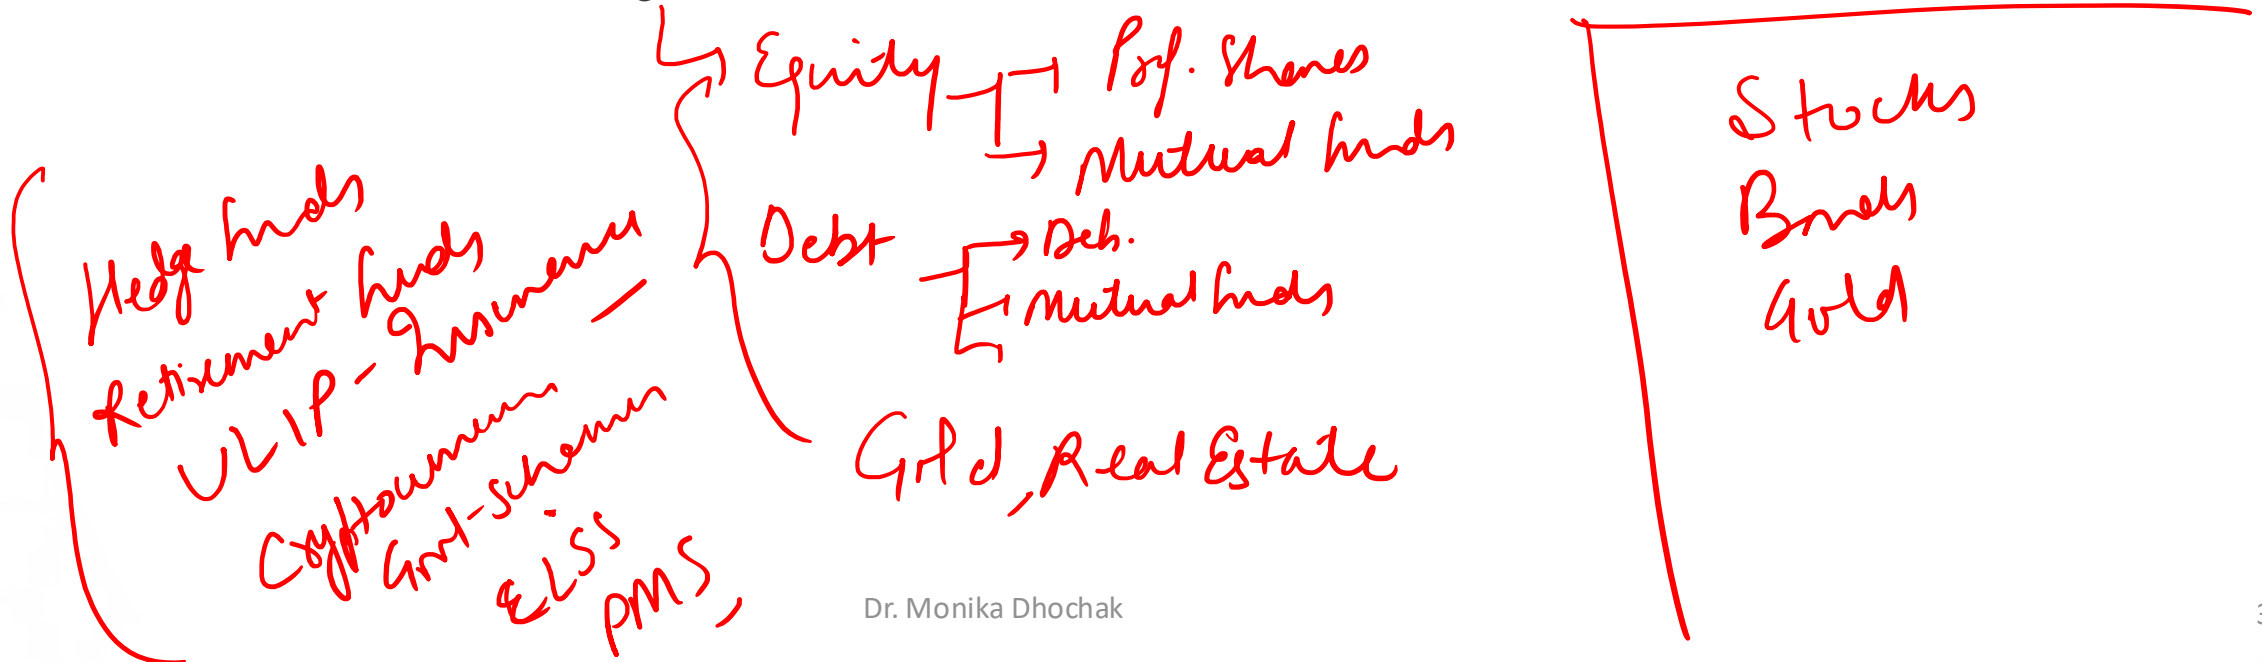 Equity
Pref. Shares
Mutual funds
Debt
Deb.
Mutual funds
Gold, Real Estate
Hedge funds
Retirement funds
ULIP - Insurance
Cryptocurrency
Govt-schemes
ELSS
PMS,
Stocks
Bonds
Gold
Dr. Monika Dhochak